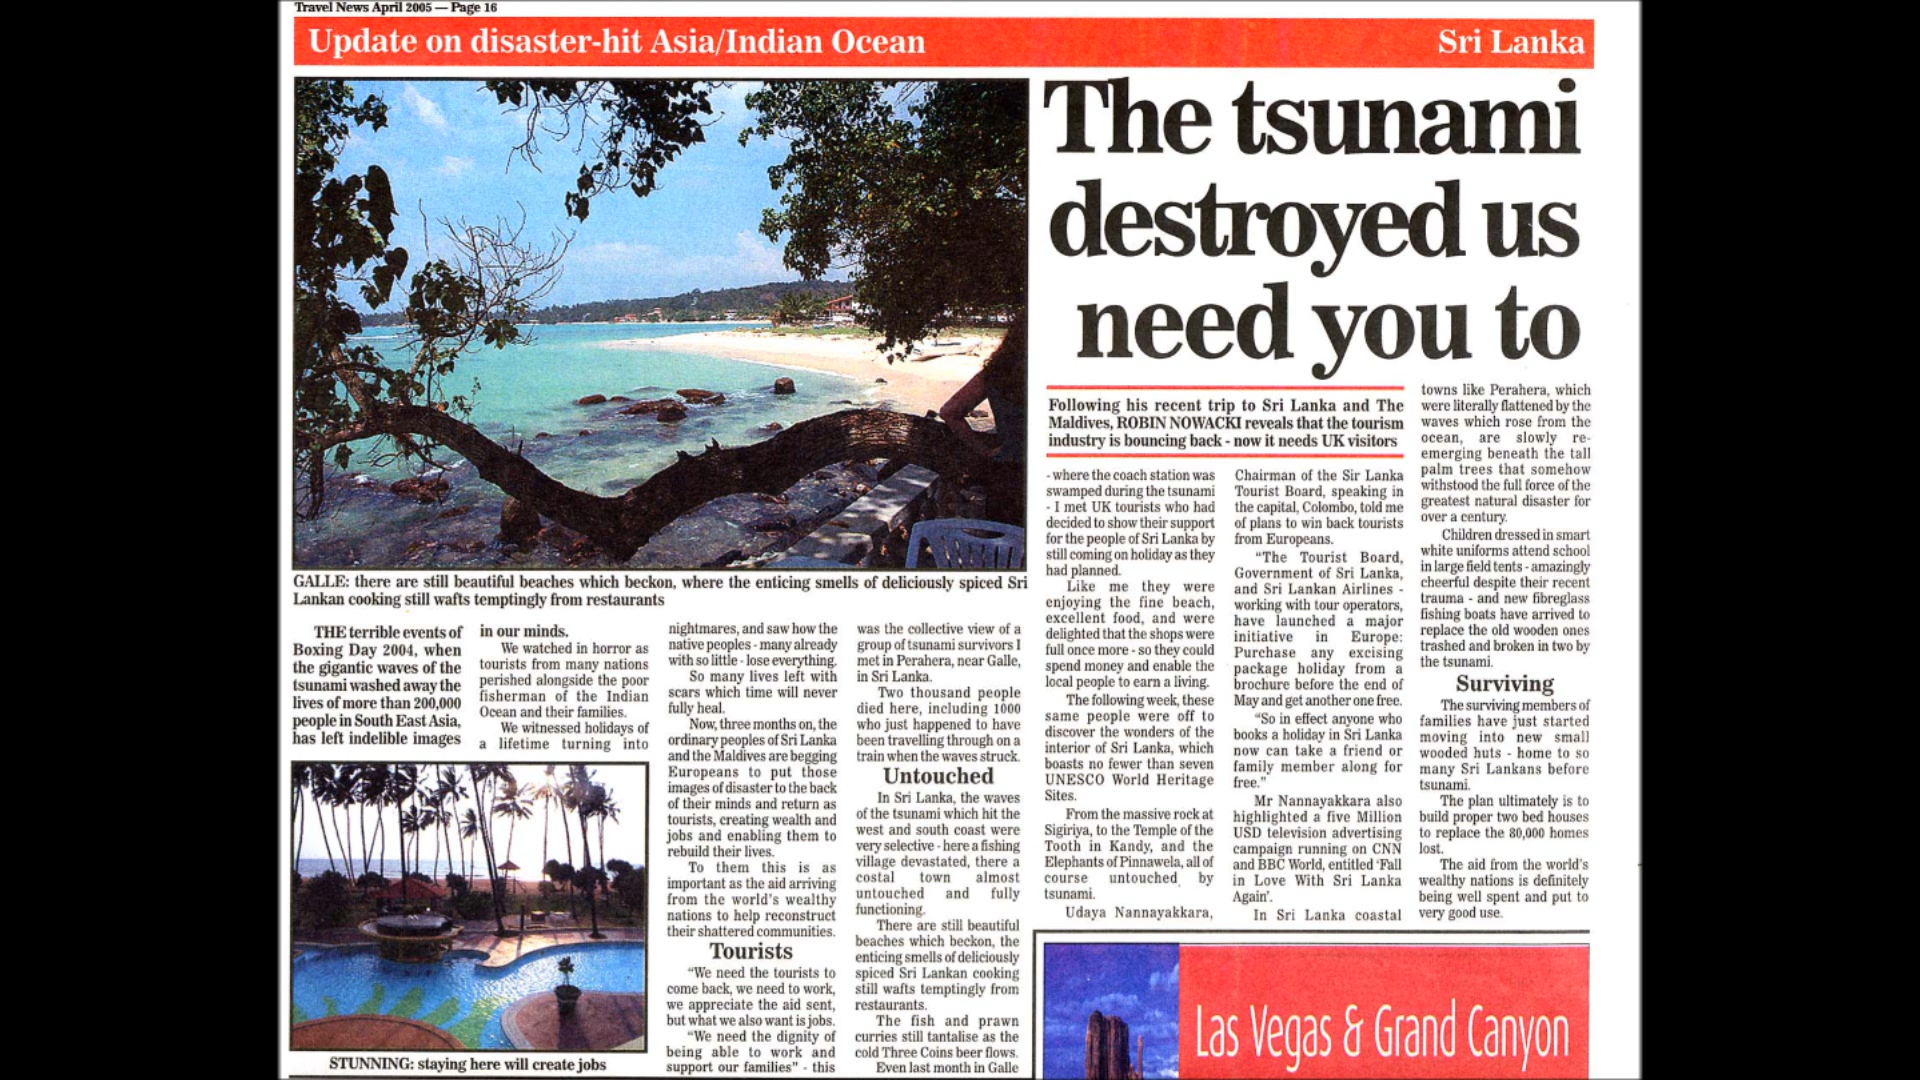 Travel News April 2005 — Page 16
Update on disaster-hit Asia/Indian Ocean
Sri Lanka
The tsunami
destroyed us
need you to
GALLE: there are still beautiful beaches which beckon, where the enticing smells of deliciously spiced Sri
Lankan cooking still wafts temptingly from restaurants
Following his recent trip to Sri Lanka and The
Maldives, ROBIN NOWACKI reveals that the tourism
industry is bouncing back - now it needs UK visitors
THE terrible events of
Boxing Day 2004, when
the gigantic waves of the
tsunami washed away the
lives of more than 200,000
people in South East Asia,
has left indelible images
in our minds.
We watched in horror as
tourists from many nations
perished alongside the poor
fisherman of the Indian
Ocean and their families.
We witnessed holidays of
a lifetime turning into
STUNNING: staying here will create jobs
nightmares, and saw how the
native peoples - many already
with so little - lose everything.
So many lives left with
scars which time will never
fully heal.
Now, three months on, the
ordinary peoples of Sri Lanka
and the Maldives are begging
Europeans to put those
images of disaster to the back
of their minds and return as
tourists, creating wealth and
jobs and enabling them to
rebuild their lives.
To them this is as
important as the aid arriving
from the world's wealthy
nations to help reconstruct
their shattered communities.
Tourists
"We need the tourists to
come back, we need to work,
we appreciate the aid sent,
but what we also want is jobs.
"We need the dignity of
being able to work and
support our families" - this
was the collective view of a
group of tsunami survivors I
met in Perahera, near Galle,
in Sri Lanka.
Two thousand people
died here, including 1000
who just happened to have
been travelling through on a
train when the waves struck.
Untouched
In Sri Lanka, the waves
of the tsunami which hit the
west and south coast were
very selective - here a fishing
village devastated, there a
costal town almost
untouched and fully
functioning.
There are still beautiful
beaches which beckon, the
enticing smells of deliciously
spiced Sri Lankan cooking
still wafts temptingly from
restaurants.
The fish and prawn
curries still tantalise as the
cold Three Coins beer flows.
Even last month in Galle
- where the coach station was
swamped during the tsunami
- I met UK tourists who had
decided to show their support
for the people of Sri Lanka by
still coming on holiday as they
had planned.
Like me they were
enjoying the fine beach,
excellent food, and were
delighted that the shops were
full once more - so they could
spend money and enable the
local people to earn a living.
The following week, these
same people were off to
discover the wonders of the
interior of Sri Lanka, which
boasts no fewer than seven
UNESCO World Heritage
Sites.
From the massive rock at
Sigiriya, to the Temple of the
Tooth in Kandy, and the
Elephants of Pinnawela, all of
course untouched by
tsunami.
Udaya Nannayakkara,
Chairman of the Sir Lanka
Tourist Board, speaking in
the capital, Colombo, told me
of plans to win back tourists
from Europeans.
"The Tourist Board,
Government of Sri Lanka,
and Sri Lankan Airlines -
working with tour operators,
have launched a major
initiative in Europe:
Purchase any excising
package holiday from a
brochure before the end of
May and get another one free.
"So in effect anyone who
books a holiday in Sri Lanka
now can take a friend or
family member along for
free."
Mr Nannayakkara also
highlighted a five Million
USD television advertising
campaign running on CNN
and BBC World, entitled 'Fall
in Love With Sri Lanka
Again'.
In Sri Lanka coastal
towns like Perahera, which
were literally flattened by the
waves which rose from the
ocean, are slowly re-
emerging beneath the tall
palm trees that somehow
withstood the full force of the
greatest natural disaster for
over a century.
Children dressed in smart
white uniforms attend school
in large field tents - amazingly
cheerful despite their recent
trauma - and new fibreglass
fishing boats have arrived to
replace the old wooden ones
trashed and broken in two by
the tsunami.
Surviving
The surviving members of
families have just started
moving into new small
wooded huts - home to so
many Sri Lankans before
tsunami.
The plan ultimately is to
build proper two bed houses
to replace the 80,000 homes
lost.
The aid from the world's
wealthy nations is definitely
being well spent and put to
very good use.
Las Vegas & Grand Canyon